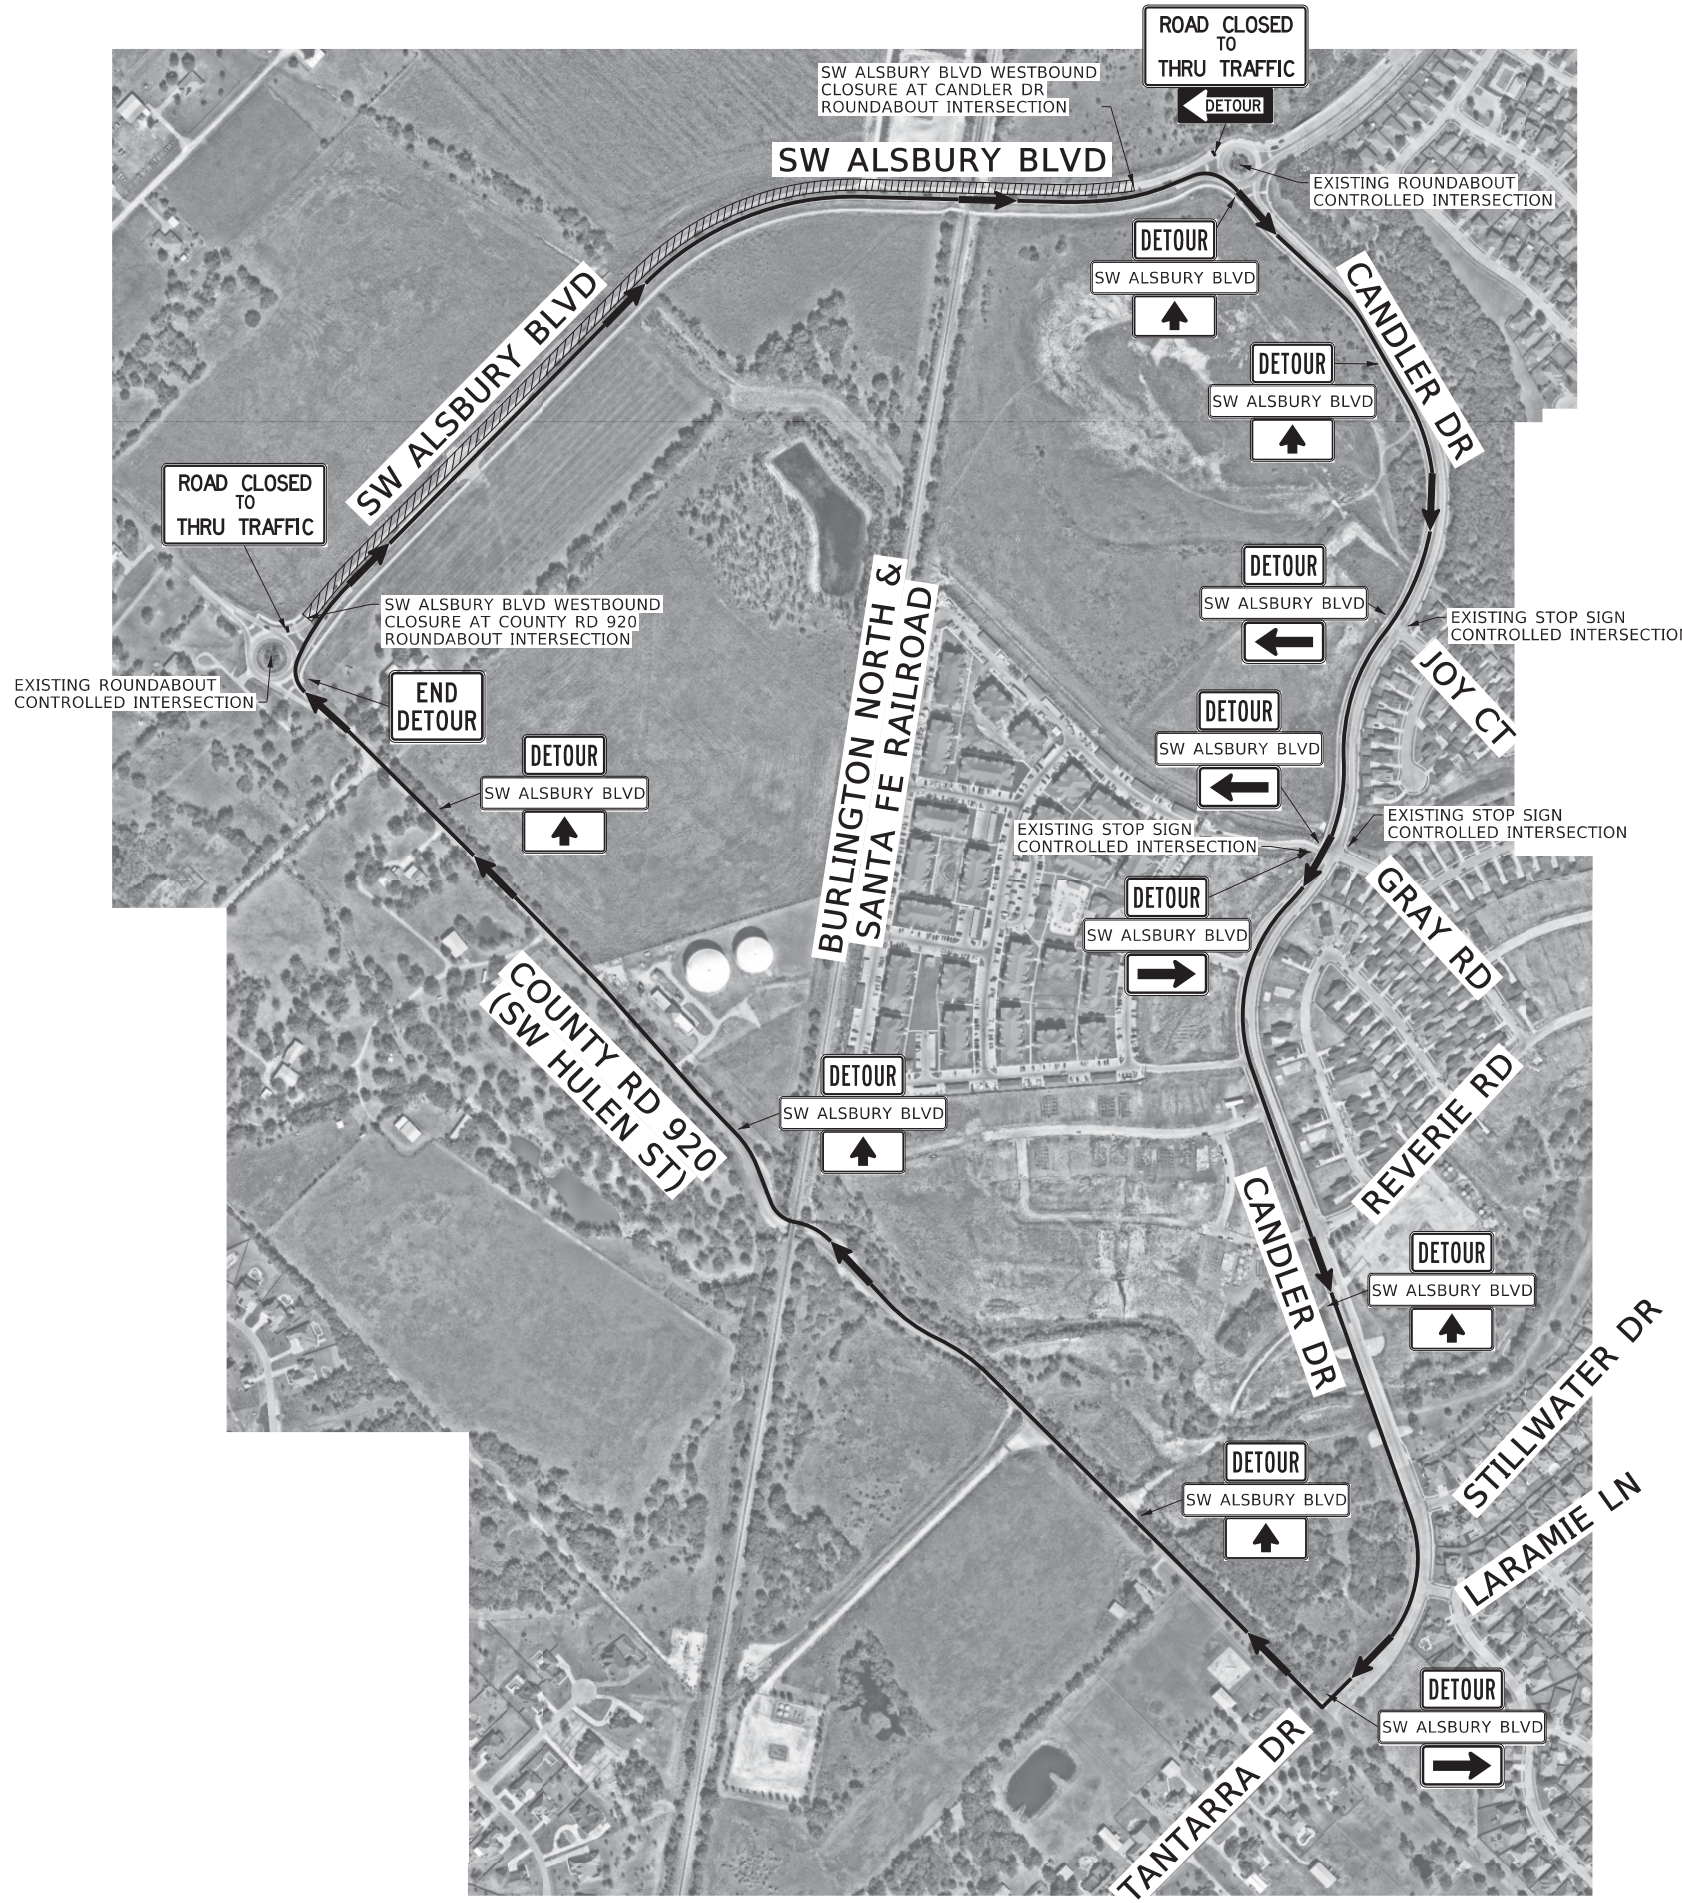 ROAD CLOSED
TO
THRU TRAFFIC
DETOUR
SW ALSBURY BLVD WESTBOUND
CLOSURE AT CANDLER DR
ROUNDABOUT INTERSECTION
SW ALSBURY BLVD
EXISTING ROUNDABOUT
CONTROLLED INTERSECTION
DETOUR
SW ALSBURY BLVD
CANDLER DR
SW ALSBURY BLVD
DETOUR
SW ALSBURY BLVD
ROAD CLOSED
TO
THRU TRAFFIC
DETOUR
SW ALSBURY BLVD
SW ALSBURY BLVD WESTBOUND
CLOSURE AT COUNTY RD 920
ROUNDABOUT INTERSECTION
EXISTING STOP SIGN
CONTROLLED INTERSECTION
JOY CT
EXISTING ROUNDABOUT
CONTROLLED INTERSECTION
END
DETOUR
BURLINGTON NORTH &
SANTA FE RAILROAD
DETOUR
SW ALSBURY BLVD
DETOUR
SW ALSBURY BLVD
EXISTING STOP SIGN
CONTROLLED INTERSECTION
EXISTING STOP SIGN
CONTROLLED INTERSECTION
DETOUR
SW ALSBURY BLVD
GRAY RD
COUNTY RD 920
(SW HULEN ST)
DETOUR
SW ALSBURY BLVD
REVERIE RD
CANDLER DR
DETOUR
SW ALSBURY BLVD
STILLWATER DR
DETOUR
SW ALSBURY BLVD
LARAMIE LN
DETOUR
SW ALSBURY BLVD
TANTARRA DR